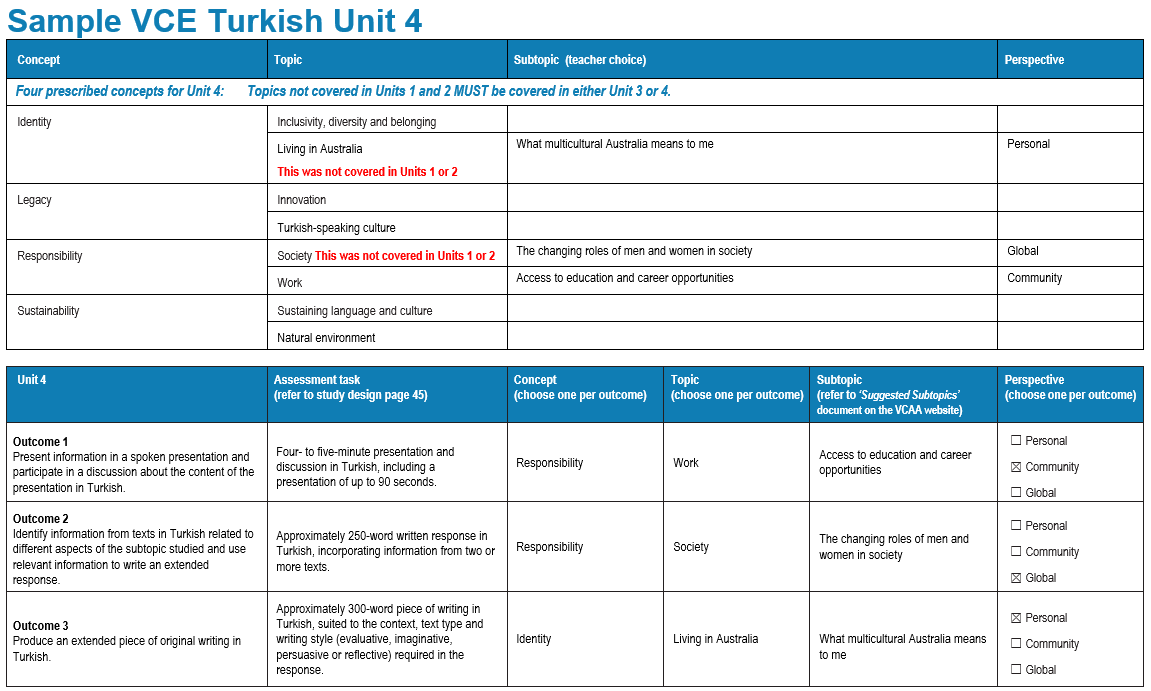 Sample VCE Turkish Unit 4
Concept
Topic
Subtopic (teacher choice)
Perspective
Four prescribed concepts for Unit 4: Topics not covered in Units 1 and 2 MUST be covered in either Unit 3 or 4.
Identity
Inclusivity, diversity and belonging
Living in Australia
This was not covered in Units 1 or 2
What multicultural Australia means to me
Personal
Legacy
Innovation
Turkish-speaking culture
Responsibility
Society This was not covered in Units 1 or 2
The changing roles of men and women in society
Global
Work
Access to education and career opportunities
Community
Sustainability
Sustaining language and culture
Natural environment
Unit 4
Assessment task
(refer to study design page 45)
Concept
(choose one per outcome)
Topic
(choose one per outcome)
Subtopic
(refer to ‘Suggested Subtopics’
document on the VCAA website)
Perspective
(choose one per outcome)
Outcome 1
Present information in a spoken presentation and
participate in a discussion about the content of the
presentation in Turkish.
Four- to five-minute presentation and
discussion in Turkish, including a
presentation of up to 90 seconds.
Responsibility
Work
Access to education and career
opportunities
☐ Personal
☒ Community
☐ Global
Outcome 2
Identify information from texts in Turkish related to
different aspects of the subtopic studied and use
relevant information to write an extended
response.
Approximately 250-word written response in
Turkish, incorporating information from two or
more texts.
Responsibility
Society
The changing roles of men and
women in society
☐ Personal
☐ Community
☒ Global
Outcome 3
Produce an extended piece of original writing in
Turkish.
Approximately 300-word piece of writing in
Turkish, suited to the context, text type and
writing style (evaluative, imaginative,
persuasive or reflective) required in the
response.
Identity
Living in Australia
What multicultural Australia means
to me
☒ Personal
☐ Community
☐ Global